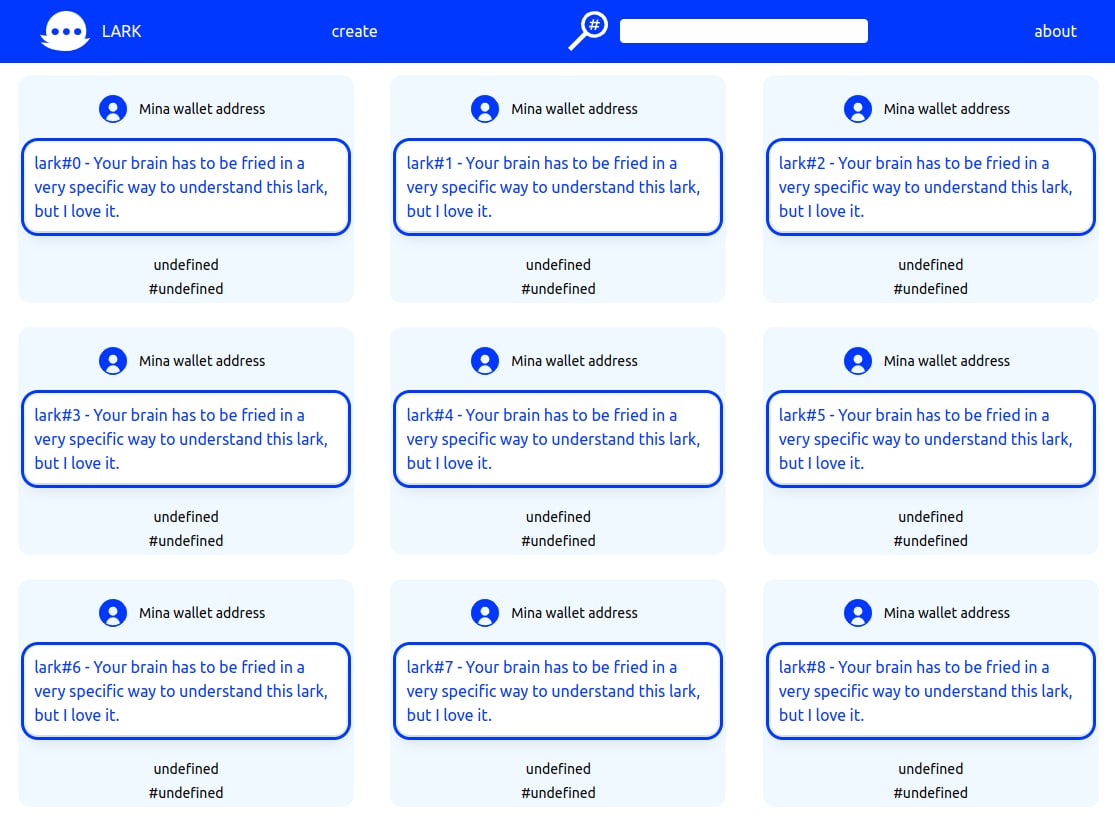 LARK
create
#
about
Mina wallet address
lark#0 - Your brain has to be fried in a
very specific way to understand this lark,
but I love it.
undefined
#undefined
Mina wallet address
lark#1 - Your brain has to be fried in a
very specific way to understand this lark,
but I love it.
undefined
#undefined
Mina wallet address
lark#2 - Your brain has to be fried in a
very specific way to understand this lark,
but I love it.
undefined
#undefined
Mina wallet address
lark#3 - Your brain has to be fried in a
very specific way to understand this lark,
but I love it.
undefined
#undefined
Mina wallet address
lark#4 - Your brain has to be fried in a
very specific way to understand this lark,
but I love it.
undefined
#undefined
Mina wallet address
lark#5 - Your brain has to be fried in a
very specific way to understand this lark,
but I love it.
undefined
#undefined
Mina wallet address
lark#6 - Your brain has to be fried in a
very specific way to understand this lark,
but I love it.
undefined
#undefined
Mina wallet address
lark#7 - Your brain has to be fried in a
very specific way to understand this lark,
but I love it.
undefined
#undefined
Mina wallet address
lark#8 - Your brain has to be fried in a
very specific way to understand this lark,
but I love it.
undefined
#undefined